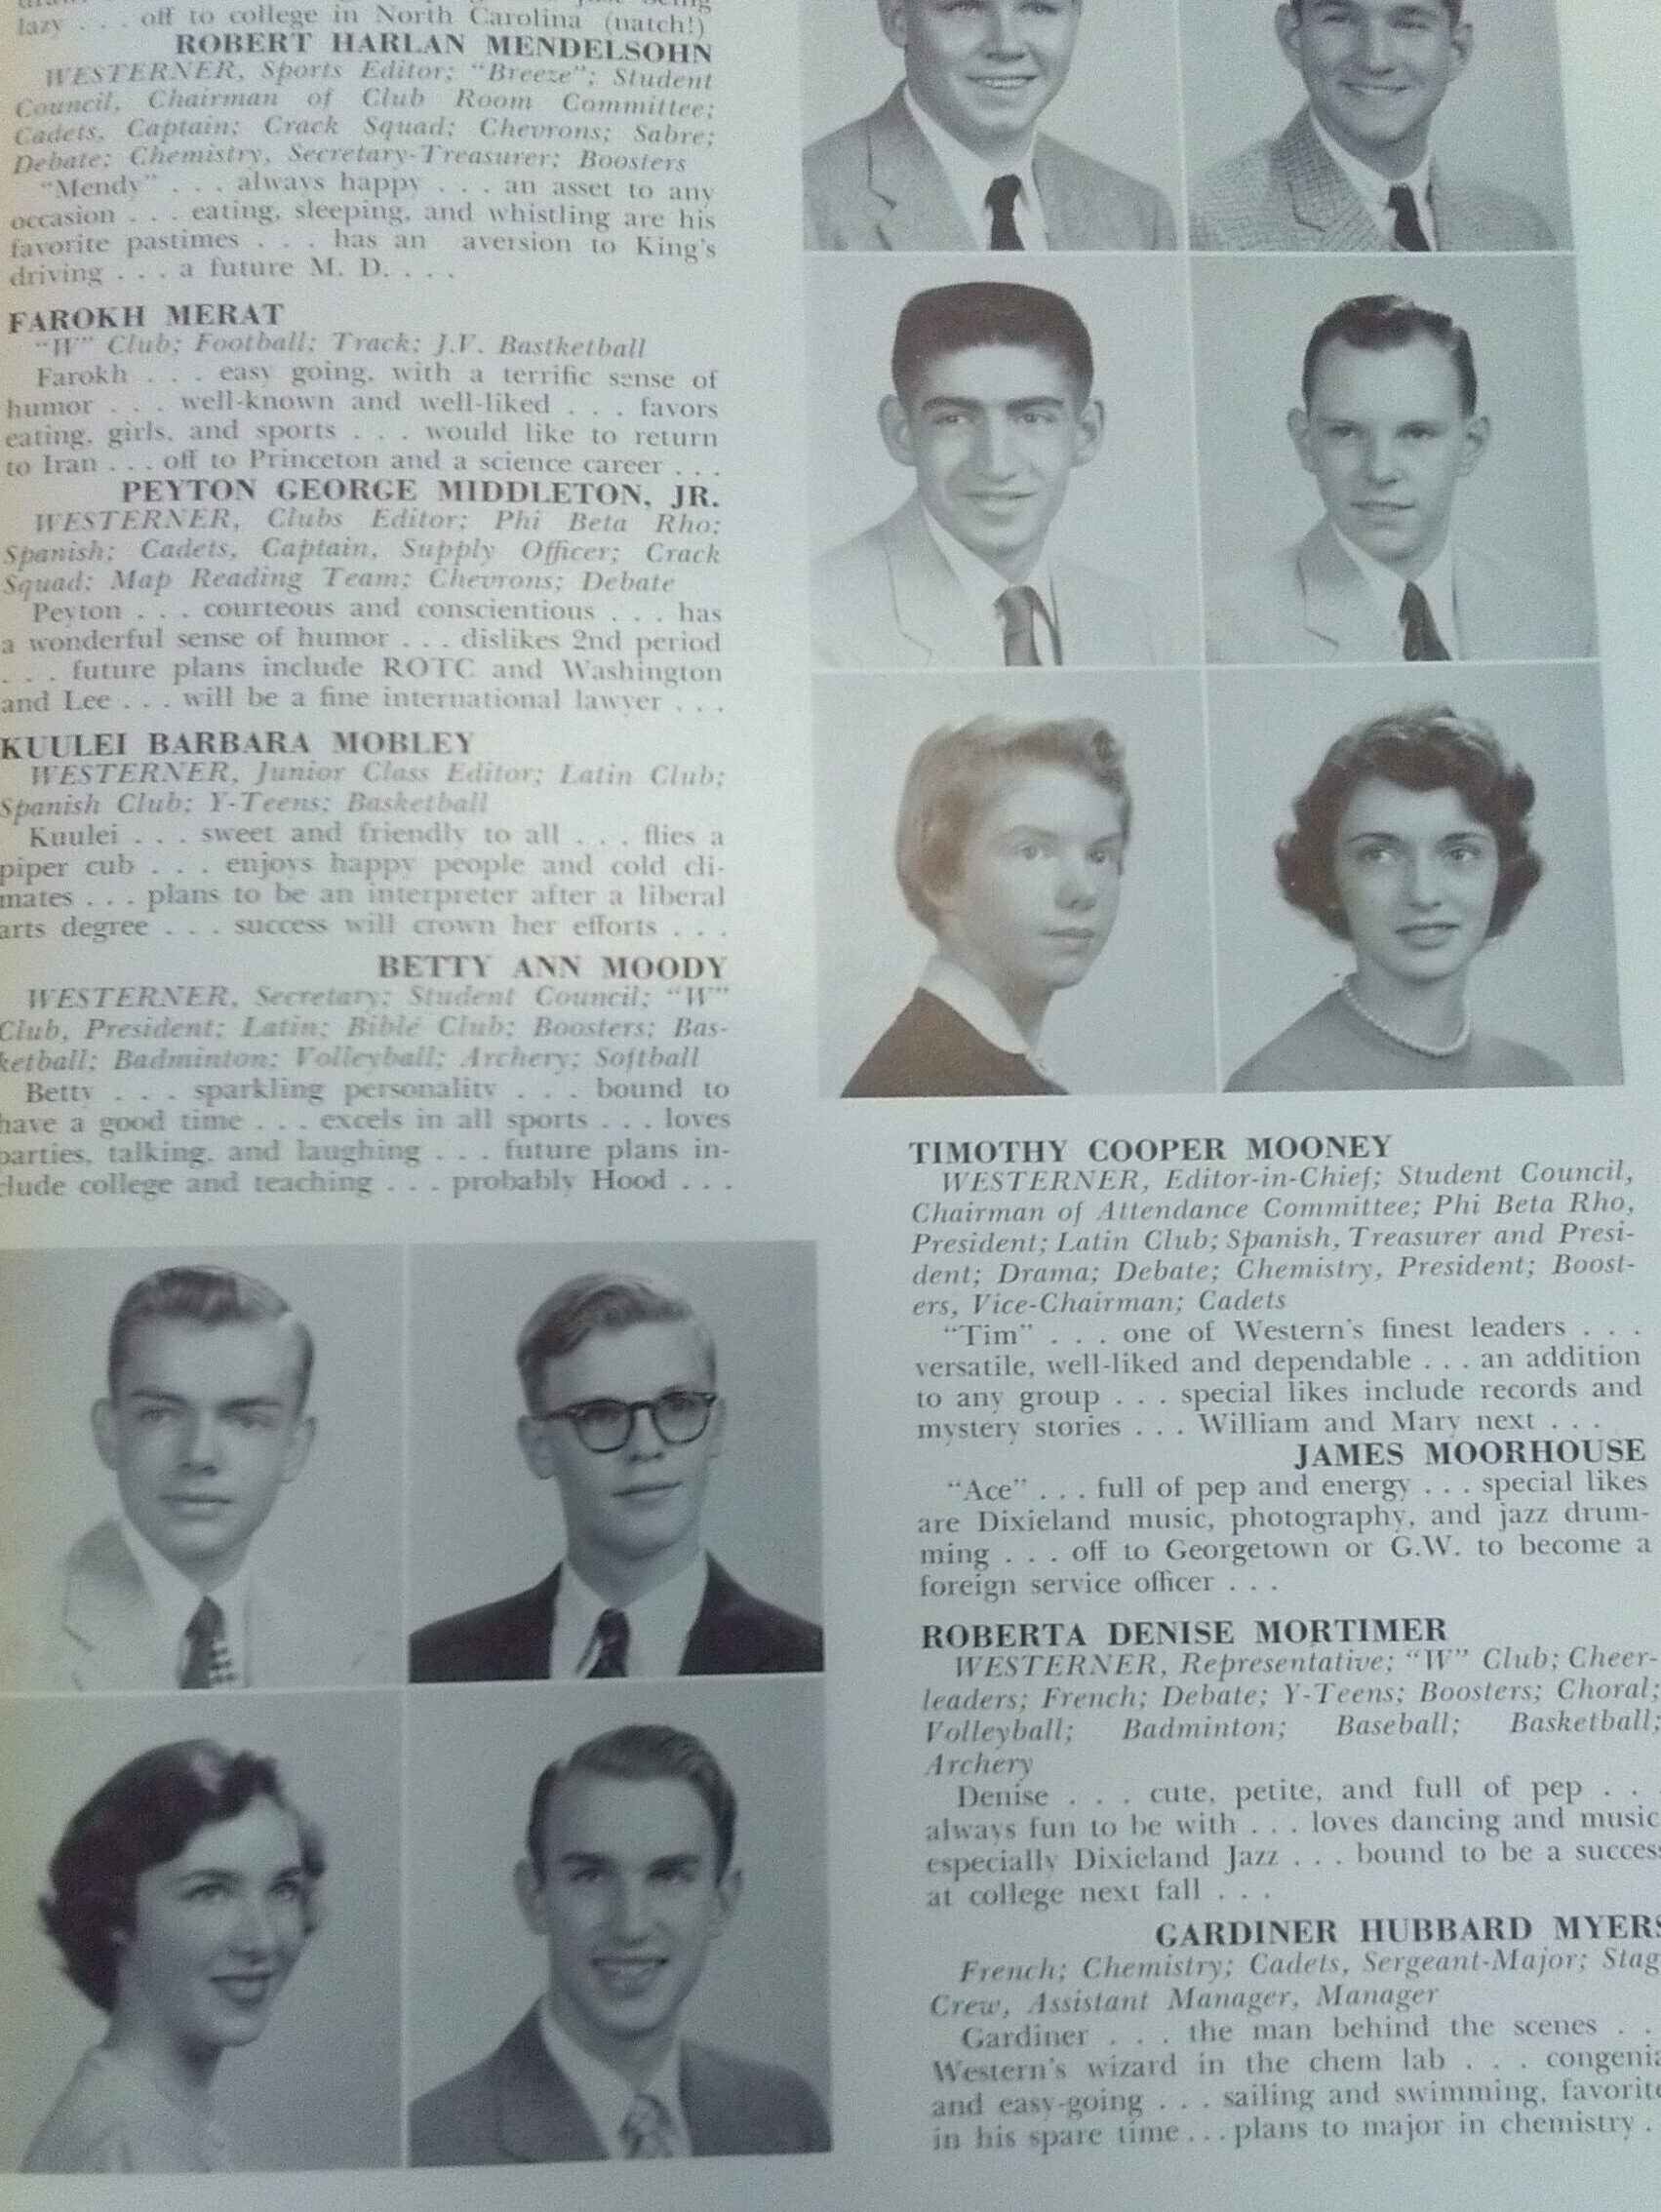 lazy . . . off to college in North Carolina (natch!)
ROBERT HARLAN MENDELSOHN
WESTERNER, Sports Editor; "Breeze"; Student
Council, Chairman of Club Room Committee;
Cadets, Captain; Crack Squad; Chevrons; Sabre;
Debate; Chemistry, Secretary-Treasurer; Boosters
"Mendy" . . . always happy . . . an asset to any
occasion . . . eating, sleeping, and whistling are his
favorite pastimes . . . has an aversion to King's
driving . . . a future M. D. . . .
FAROKH MERAT
"W" Club; Football; Track; J.V. Bastketball
Farokh . . . easy going, with a terrific sense of
humor . . . well-known and well-liked . . . favors
eating, girls, and sports . . . would like to return
to Iran . . . off to Princeton and a science career . . .
PEYTON GEORGE MIDDLETON, JR.
WESTERNER, Clubs Editor; Phi Beta Rho;
Spanish; Cadets, Captain, Supply Officer; Crack
Squad; Map Reading Team; Chevrons; Debate
Peyton . . . courteous and conscientious . . . has
a wonderful sense of humor . . . dislikes 2nd period
. . . future plans include ROTC and Washington
and Lee . . . will be a fine international lawyer . . .
KUULEI BARBARA MOBLEY
WESTERNER, Junior Class Editor; Latin Club;
Spanish Club; Y-Teens; Basketball
Kuulei . . . sweet and friendly to all . . . flies a
piper cub . . . enjoys happy people and cold cli-
mates . . . plans to be an interpreter after a liberal
arts degree . . . success will crown her efforts . . .
BETTY ANN MOODY
WESTERNER, Secretary; Student Council; "W"
Club, President; Latin; Bible Club; Boosters; Bas-
ketball; Badminton; Volleyball; Archery; Softball
Betty . . . sparkling personality . . . bound to
have a good time . . . excels in all sports . . . loves
parties, talking, and laughing . . . future plans in-
clude college and teaching . . . probably Hood . . .
TIMOTHY COOPER MOONEY
WESTERNER, Editor-in-Chief; Student Council,
Chairman of Attendance Committee; Phi Beta Rho,
President; Latin Club; Spanish, Treasurer and Presi-
dent; Drama; Debate; Chemistry, President; Boost-
ers, Vice-Chairman; Cadets
"Tim" . . . one of Western's finest leaders . . .
versatile, well-liked and dependable . . . an addition
to any group . . . special likes include records and
mystery stories . . . William and Mary next . . .
JAMES MOORHOUSE
"Ace" . . . full of pep and energy . . . special likes
are Dixieland music, photography, and jazz drum-
ming . . . off to Georgetown or G.W. to become a
foreign service officer . . .
ROBERTA DENISE MORTIMER
WESTERNER, Representative; "W" Club; Cheer-
leaders; French; Debate; Y-Teens; Boosters; Choral;
Volleyball; Badminton; Baseball; Basketball;
Archery
Denise . . . cute, petite, and full of pep . .
always fun to be with . . . loves dancing and music
especially Dixieland Jazz . . . bound to be a success
at college next fall . . .
GARDINER HUBBARD MYERS
French; Chemistry; Cadets, Sergeant-Major; Stag
Crew, Assistant Manager, Manager
Gardiner . . . the man behind the scenes . .
Western's wizard in the chem lab . . . congenia
and easy-going . . . sailing and swimming, favorite
in his spare time . . . plans to major in chemistry .